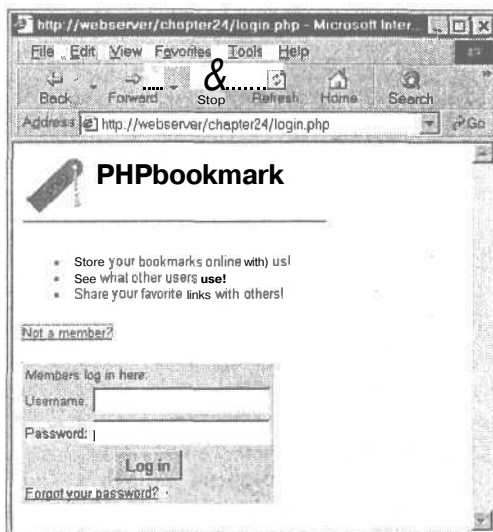 http://webserver/chapter24/login.php - Microsoft Inter...
File Edit View Favorites Tools Help
Back Forward Stop Refresh Home Search
Address http://webserver/chapter24/login.php Go
PHPbookmark
Store your bookmarks online with) us!
See what other users use!
Share your favorite links with others!
Not a member?
Members log in here:
Username:
Password:
Log in
Forgot your password?